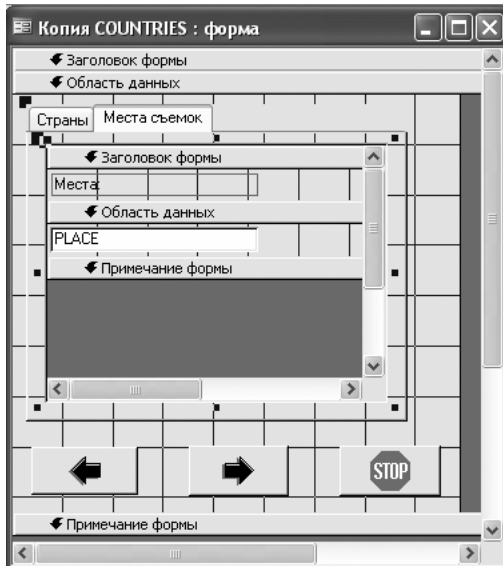 Копия COUNTRIES : форма
Заголовок формы
Область данных
Страны Места съемок
Заголовок формы
Места:
Область данных
PLACE
Примечание формы
STOP
Примечание формы